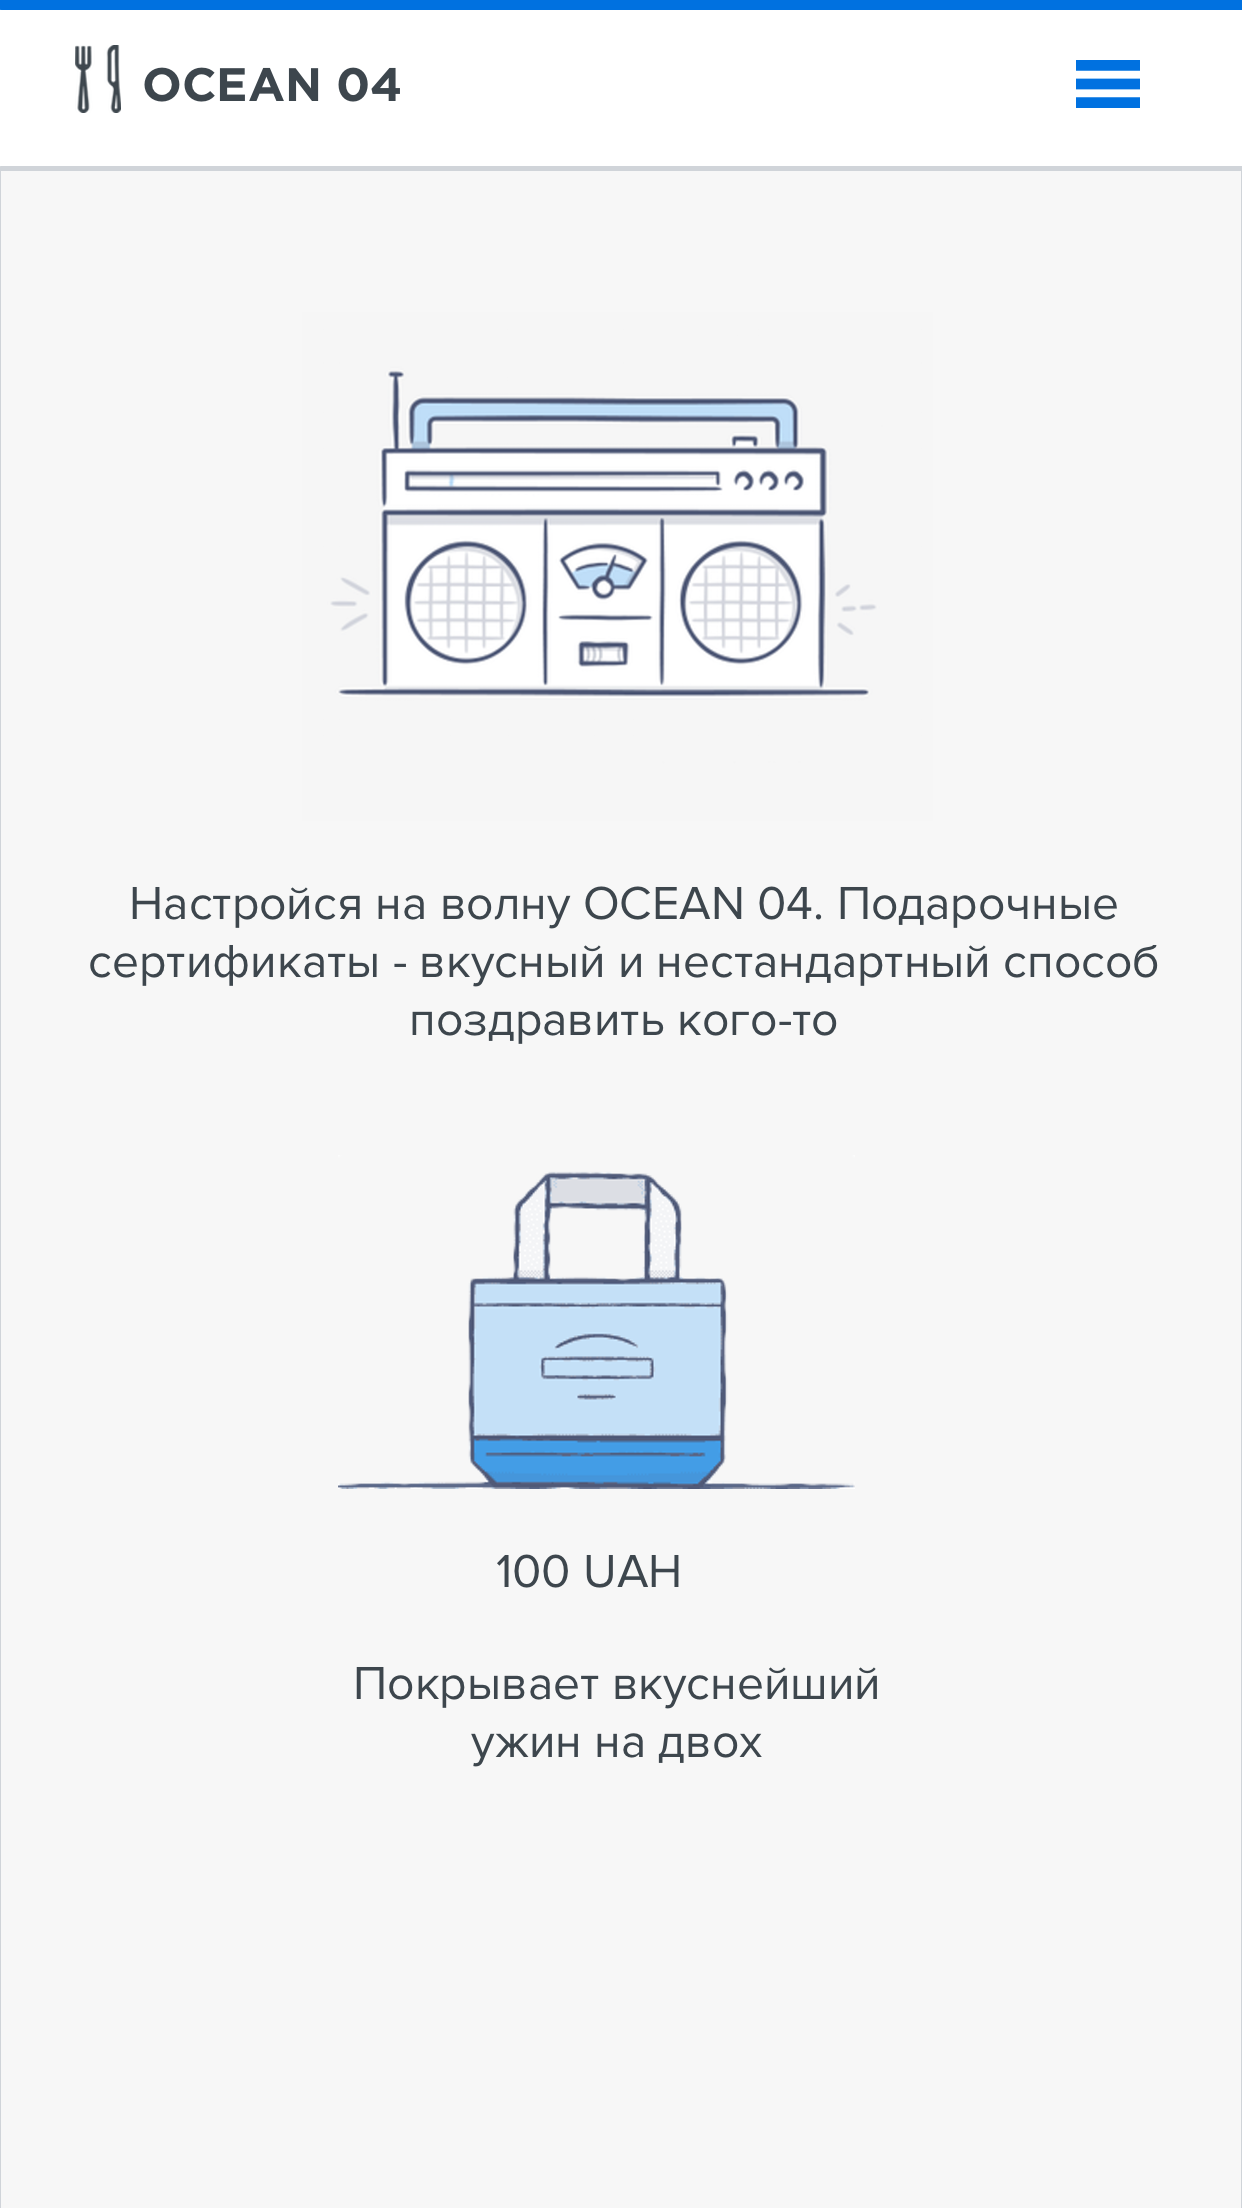 OCEAN 04
Настройся на волну OCEAN 04. Подарочные
сертификаты - вкусный и нестандартный способ
поздравить кого-то
100 UAH
Покрывает вкуснейший
ужин на двох